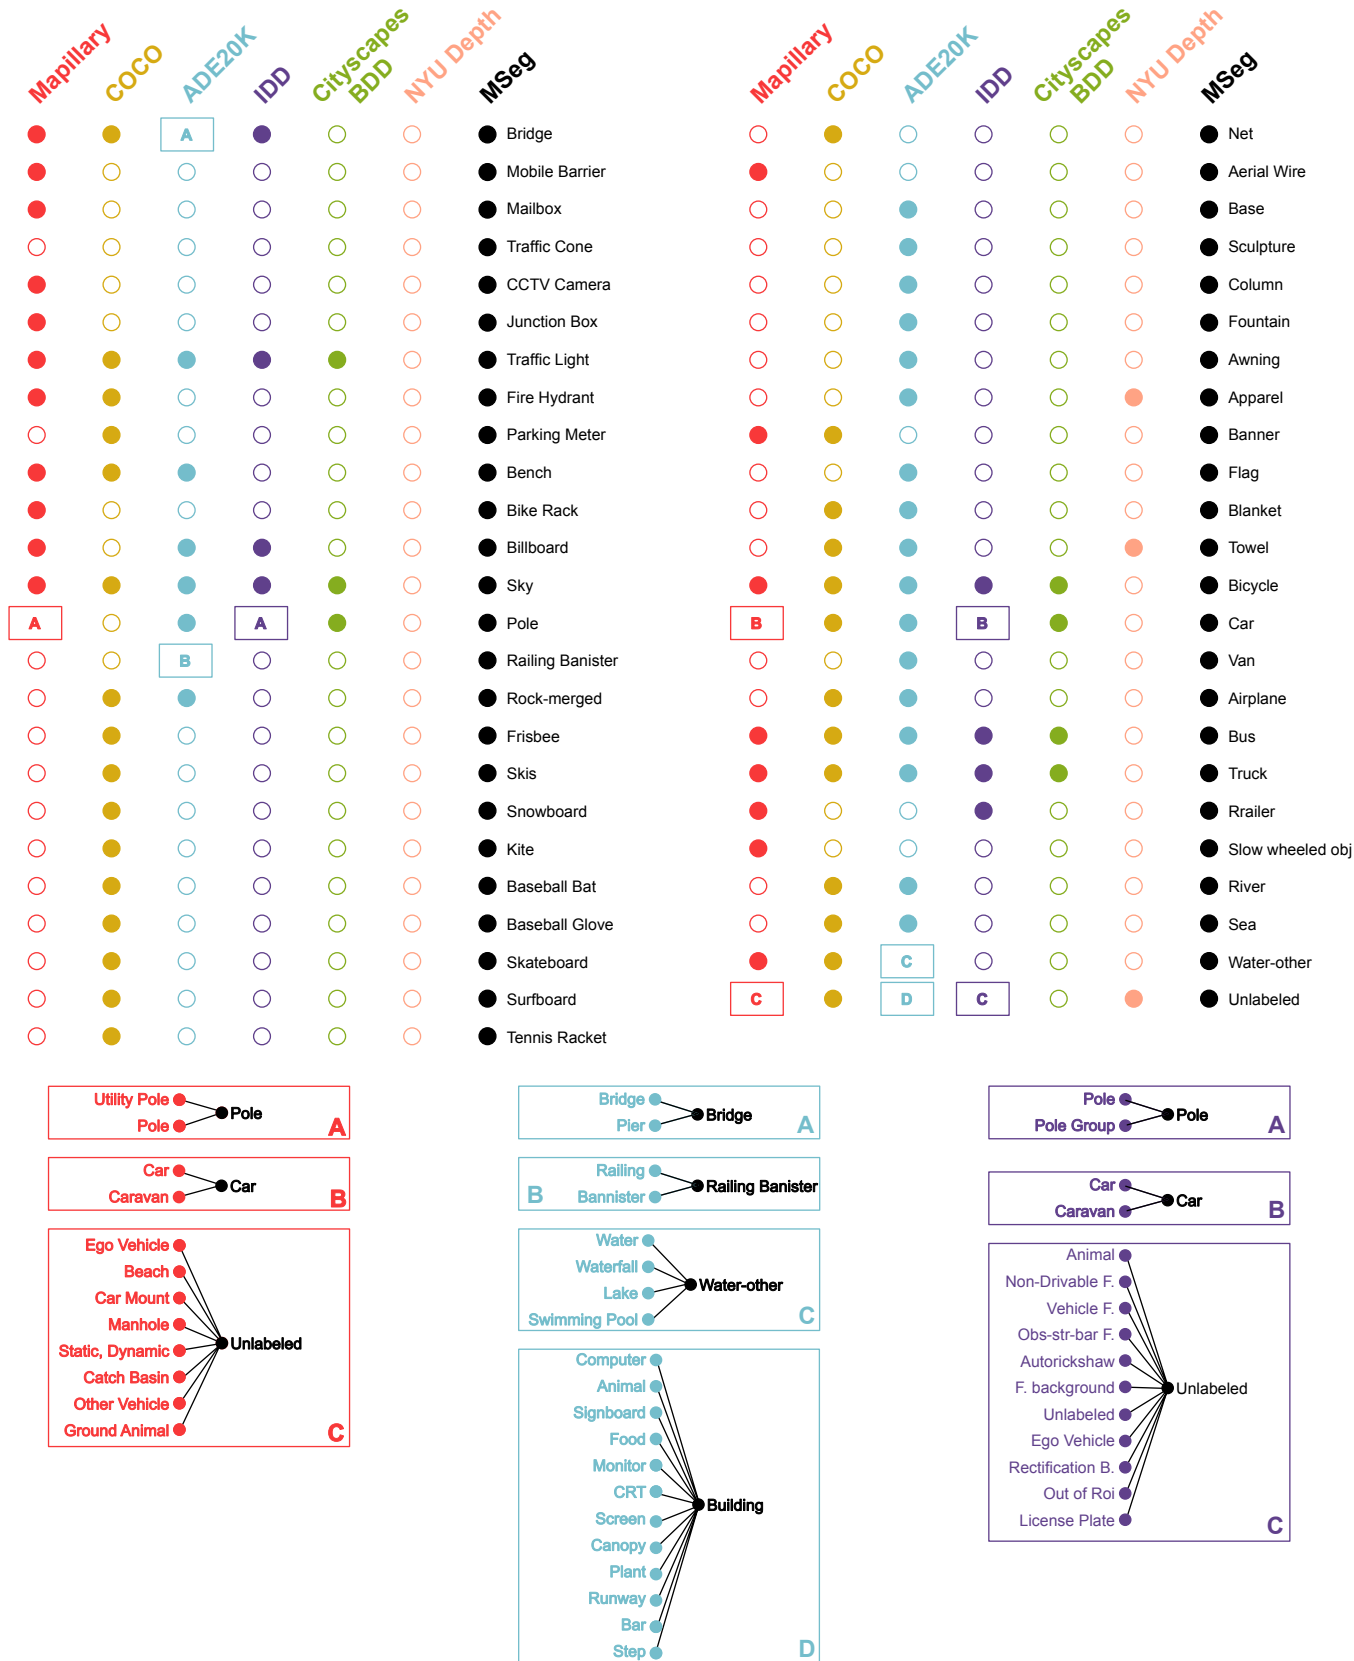 Mapillary
COCO
ADE20K
IDD
Cityscapes
BDD
NYU Depth
MSeg
A
Bridge
Mobile Barrier
Mailbox
Traffic Cone
CCTV Camera
Junction Box
Traffic Light
Fire Hydrant
Parking Meter
Bench
Bike Rack
Billboard
Sky
A
A
Pole
B
Railing Banister
Rock-merged
Frisbee
Skis
Snowboard
Kite
Baseball Bat
Baseball Glove
Skateboard
Surfboard
Tennis Racket
Mapillary
COCO
ADE20K
IDD
Cityscapes
BDD
NYU Depth
MSeg
Net
Aerial Wire
Base
Sculpture
Column
Fountain
Awning
Apparel
Banner
Flag
Blanket
Towel
Bicycle
B
B
Car
Van
Airplane
Bus
Truck
Rrailer
Slow wheeled obj
River
Sea
C
Water-other
C
D
C
Unlabeled
Utility Pole
Pole
Pole
A
Car
Caravan
Car
B
Ego Vehicle
Beach
Car Mount
Manhole
Static, Dynamic
Catch Basin
Other Vehicle
Ground Animal
Unlabeled
C
Bridge
Pier
Bridge
A
Railing
Bannister
Railing Banister
B
Water
Waterfall
Lake
Swimming Pool
Water-other
C
Computer
Animal
Signboard
Food
Monitor
CRT
Screen
Canopy
Plant
Runway
Bar
Step
Building
D
Pole
Pole Group
Pole
A
Car
Caravan
Car
B
Animal
Non-Drivable F.
Vehicle F.
Obs-str-bar F.
Autorickshaw
F. background
Unlabeled
Ego Vehicle
Rectification B.
Out of Roi
License Plate
Unlabeled
C